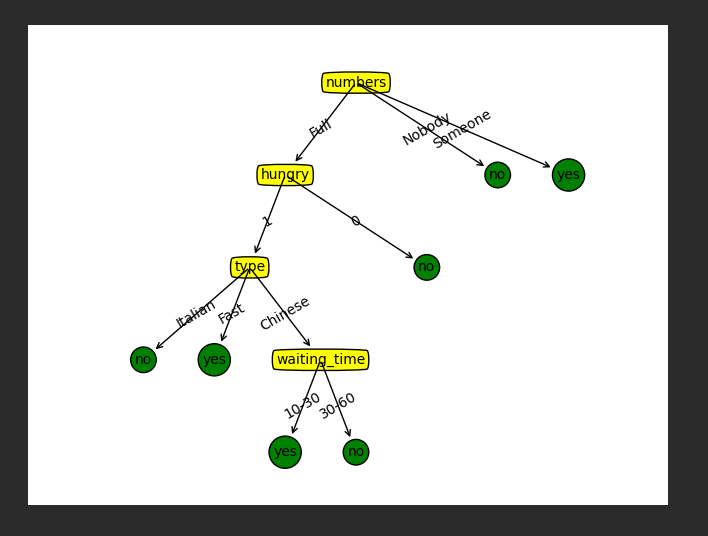 numbers
Full
Nobody
Someone
hungry
no
yes
1
0
type
no
Italian
Fast
Chinese
no
yes
waiting_time
10-30
30-60
yes
no